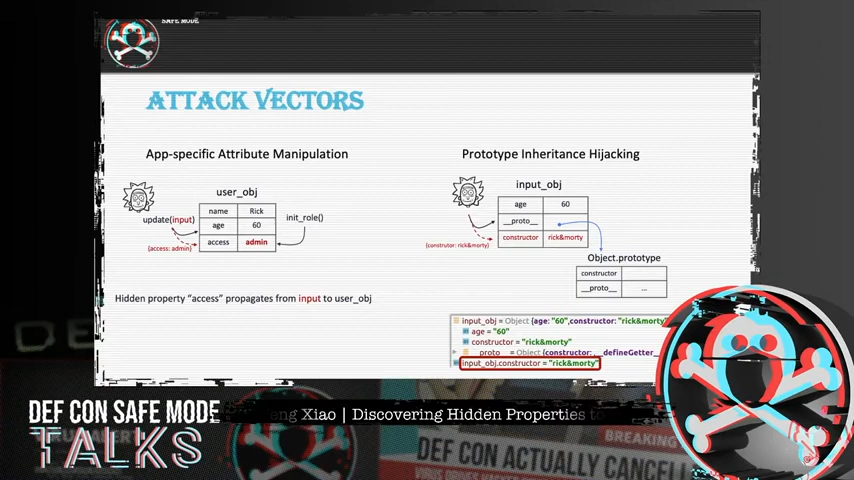 SAFE MODE
ATTACK VECTORS
App-specific Attribute Manipulation
user_obj
name Rick
age 60
access admin
update(input)
{access: admin}
init_role()
Hidden property “access” propagates from input to user_obj
Prototype Inheritance Hijacking
input_obj
age 60
__proto__
constructor rick&morty
{construtor: rick&morty}
Object.prototype
constructor
__proto__ ...
input_obj = Object {age: "60",constructor: "rick&morty"
age = "60"
constructor = "rick&morty"
__proto__ = Object {constructor: , __defineGetter__
input_obj.constructor = "rick&morty"
DEF CON SAFE MODE
TALKS
eng Xiao | Discovering Hidden Properties to
BREAKING
DEF CON ACTUALLY CANCELL